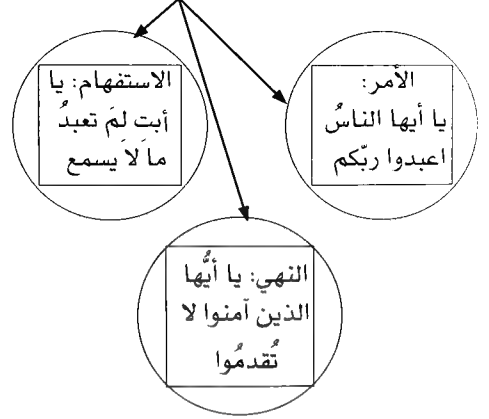 الأمر:
يا أيها الناسُ
اعبدوا ربّكم
الاستفهام: يا
أبتِ لمَ تعبدُ
ما لاَ يسمع
النهي: يا أيُّها
الذين آمنوا لا
تُقدمُوا